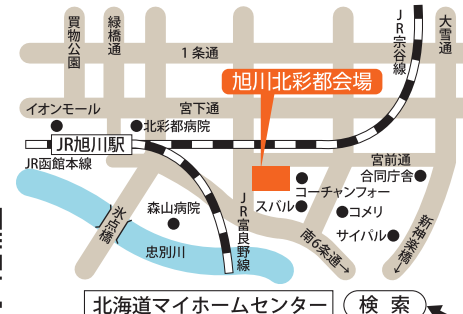 買物公園
緑橋通
JR宗谷線
大雪通
1条通
旭川北彩都会場
イオンモール
宮下通
北彩都病院
JR旭川駅
JR函館本線
宮前通
合同庁舎
コーチャンフォー
氷点橋
森山病院
JR富良野線
スバル
コメリ
新神楽橋
サイパル
南6条通
忠別川
北海道マイホームセンター
検索